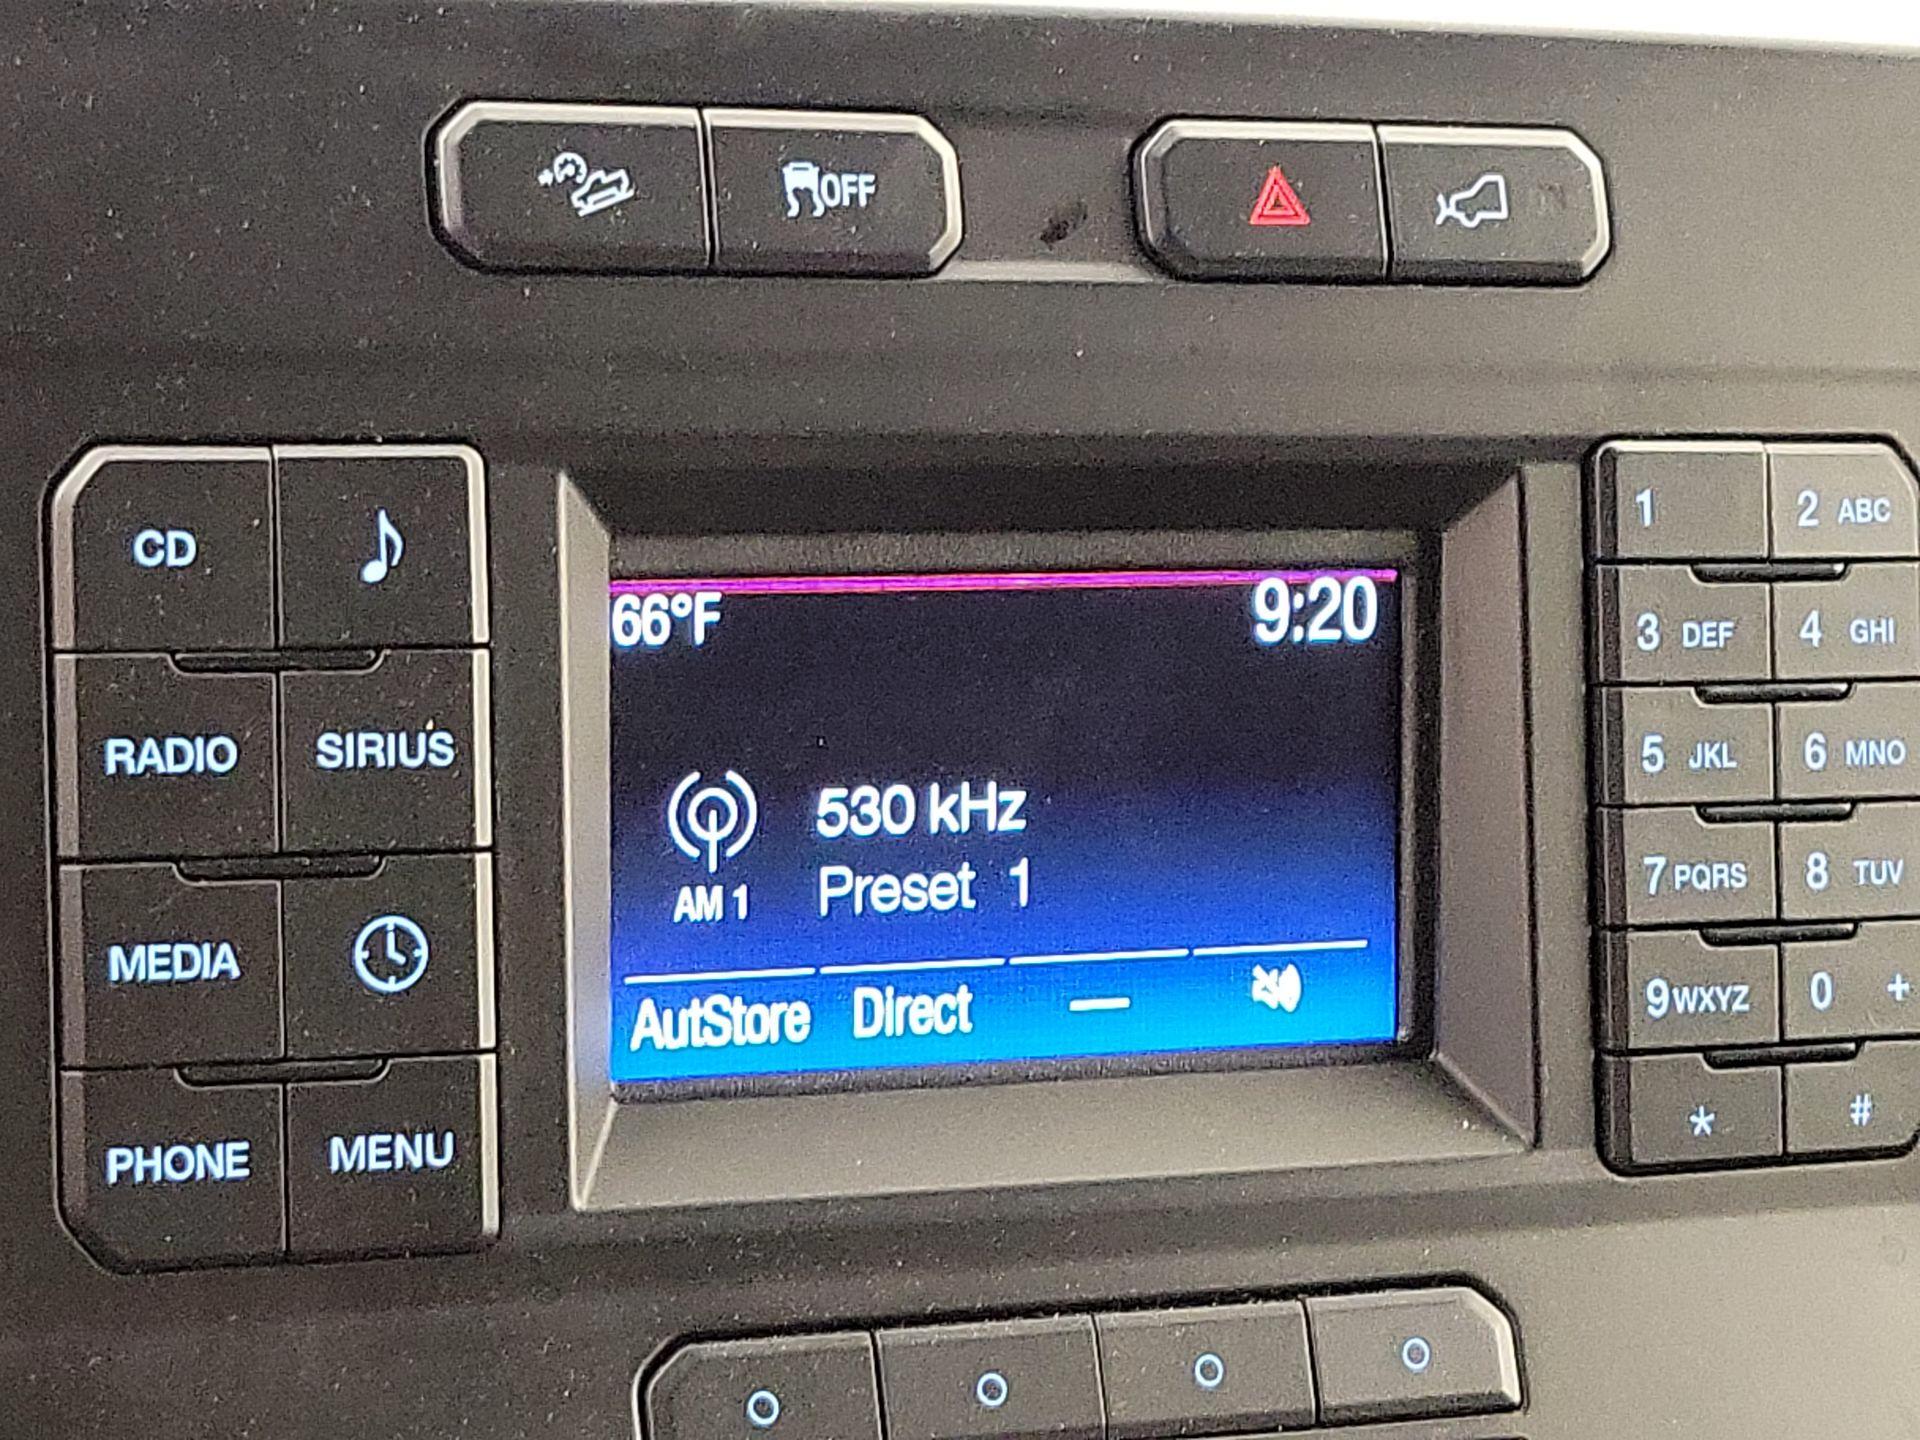 OFF
CD
RADIO SIRIUS
MEDIA
PHONE MENU
66°F 9:20
530 kHz
AM 1 Preset 1
AutStore Direct —
1 2 ABC
3 DEF 4 GHI
5 JKL 6 MNO
7 PQRS 8 TUV
9 WXYZ 0 +
* #